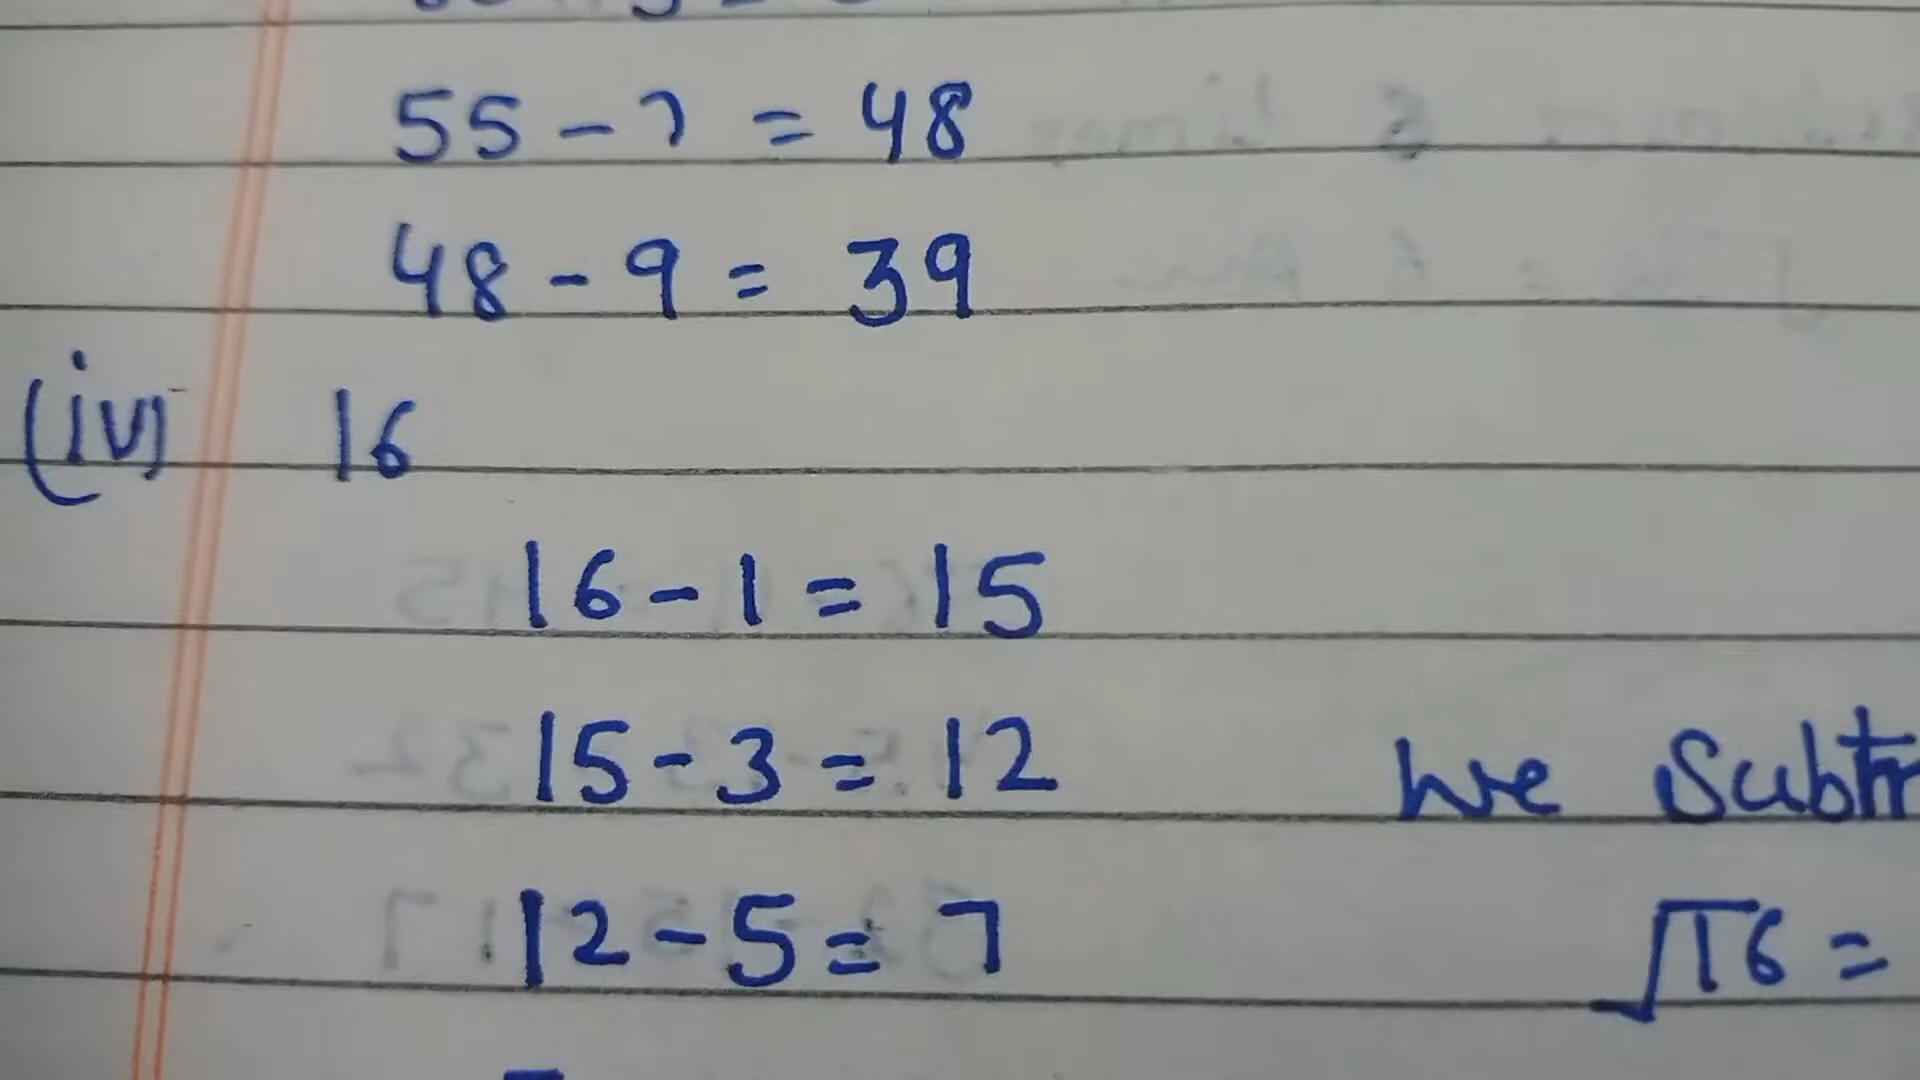 55 - 7 = 48
48 - 9 = 39
(iv) 16
16 - 1 = 15
15 - 3 = 12
We Subtr
12 - 5 = 7
√16 =